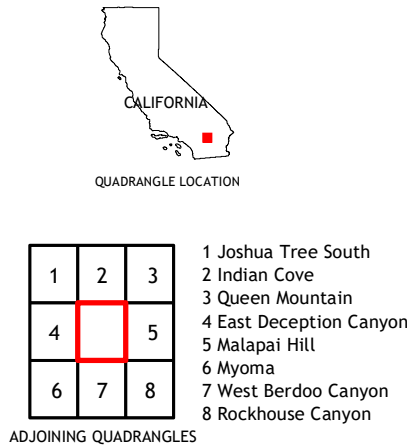 CALIFORNIA
QUADRANGLE LOCATION
1 2 3
4 5
6 7 8
1 Joshua Tree South
2 Indian Cove
3 Queen Mountain
4 East Deception Canyon
5 Malapai Hill
6 Myoma
7 West Berdoo Canyon
8 Rockhouse Canyon
ADJOINING QUADRANGLES